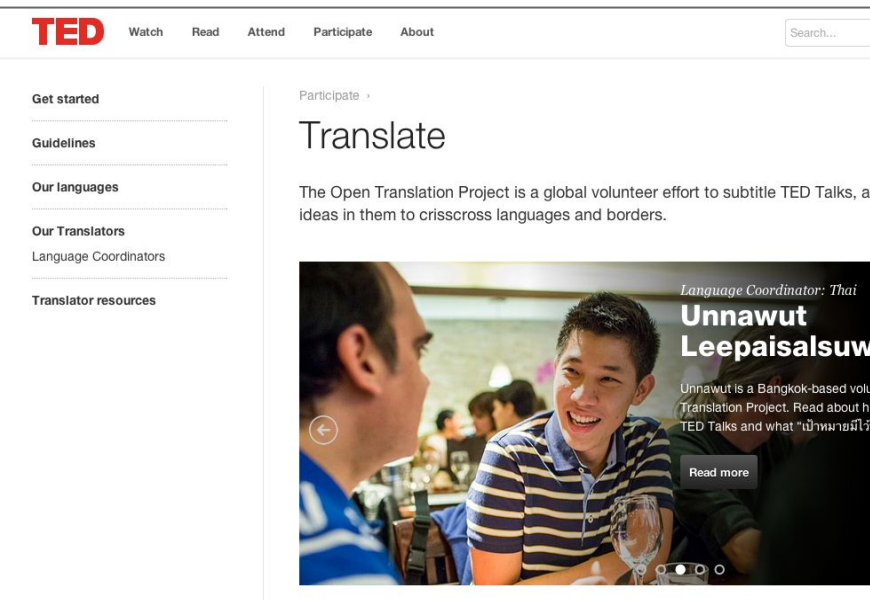 TED
Watch Read Attend Participate About
Search...
Get started
Guidelines
Our languages
Our Translators
Language Coordinators
Translator resources
Participate ›
Translate
The Open Translation Project is a global volunteer effort to subtitle TED Talks, a
ideas in them to crisscross languages and borders.
Language Coordinator: Thai
Unnawut
Leepaisalsuw
Unnawut is a Bangkok-based volu
Translation Project. Read about h
TED Talks and what "เป้าหมายมีไว้
Read more